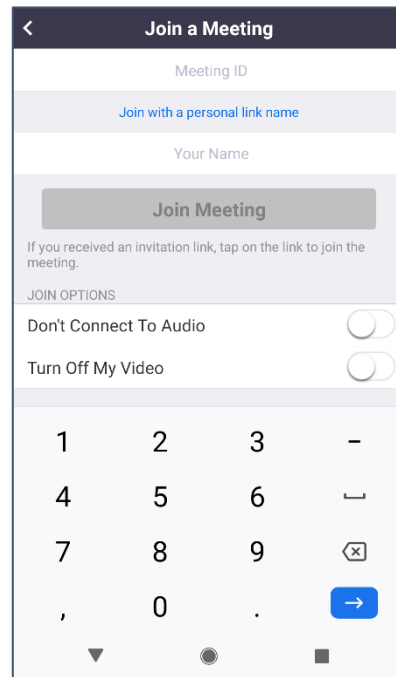 Join a Meeting
Meeting ID
Join with a personal link name
Your Name
Join Meeting
If you received an invitation link, tap on the link to join the
meeting.
JOIN OPTIONS
Don't Connect To Audio
Turn Off My Video
1 2 3 -
4 5 6
7 8 9
, 0 .